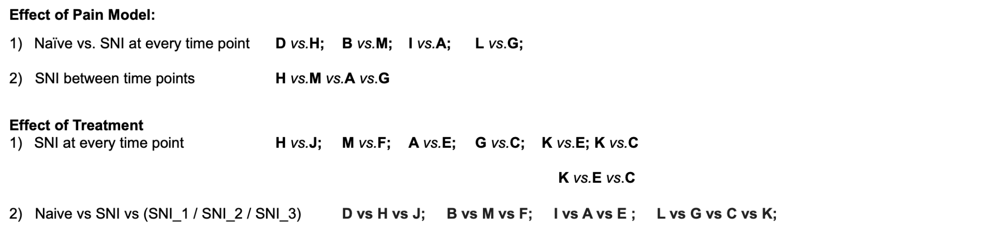 Effect of Pain Model:
1) Naïve vs. SNI at every time point D vs.H; B vs.M; I vs.A; L vs.G;
2) SNI between time points H vs.M vs.A vs.G
Effect of Treatment
1) SNI at every time point H vs.J; M vs.F; A vs.E; G vs.C; K vs.E; K vs.C
K vs.E vs.C
2) Naive vs SNI vs (SNI_1 / SNI_2 / SNI_3) D vs H vs J; B vs M vs F; I vs A vs E ; L vs G vs C vs K;